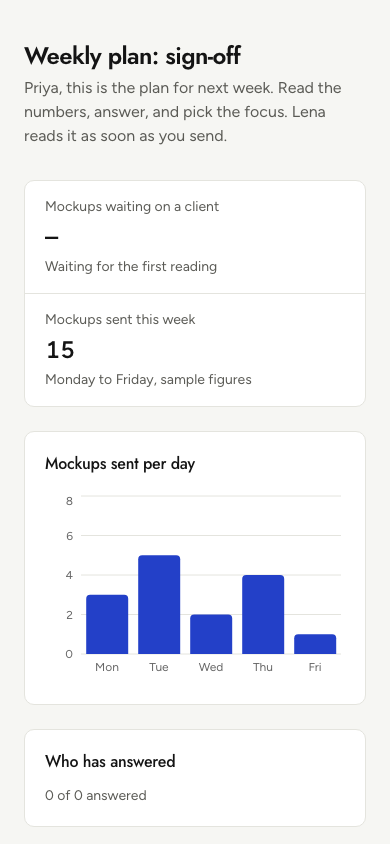 Weekly plan: sign-off
Priya, this is the plan for next week. Read the
numbers, answer, and pick the focus. Lena
reads it as soon as you send.
Mockups waiting on a client
–
Waiting for the first reading
Mockups sent this week
15
Monday to Friday, sample figures
Mockups sent per day
8
6
4
2
0
Mon Tue Wed Thu Fri
Who has answered
0 of 0 answered